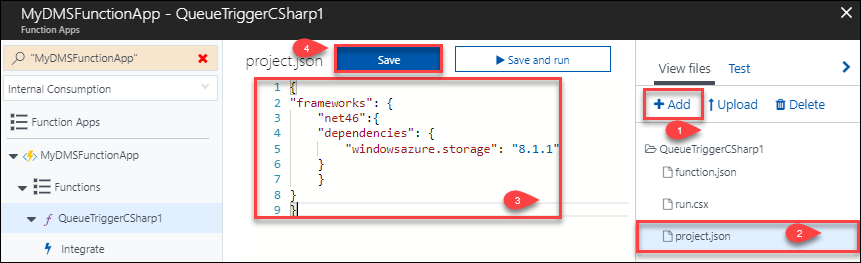 MyDMSFunctionApp - QueueTriggerCSharp1
Function Apps
"MyDMSFunctionApp"
Internal Consumption
Function Apps
MyDMSFunctionApp
Functions
QueueTriggerCSharp1
Integrate
project.json
4
Save
Save and run
1 {
2 "frameworks": {
3 "net46":{
4 "dependencies": {
5 "windowsazure.storage": "8.1.1"
6 }
7 }
8 }
9 }
3
View files
Test
Add
Upload
Delete
1
QueueTriggerCSharp1
function.json
run.csx
project.json
2